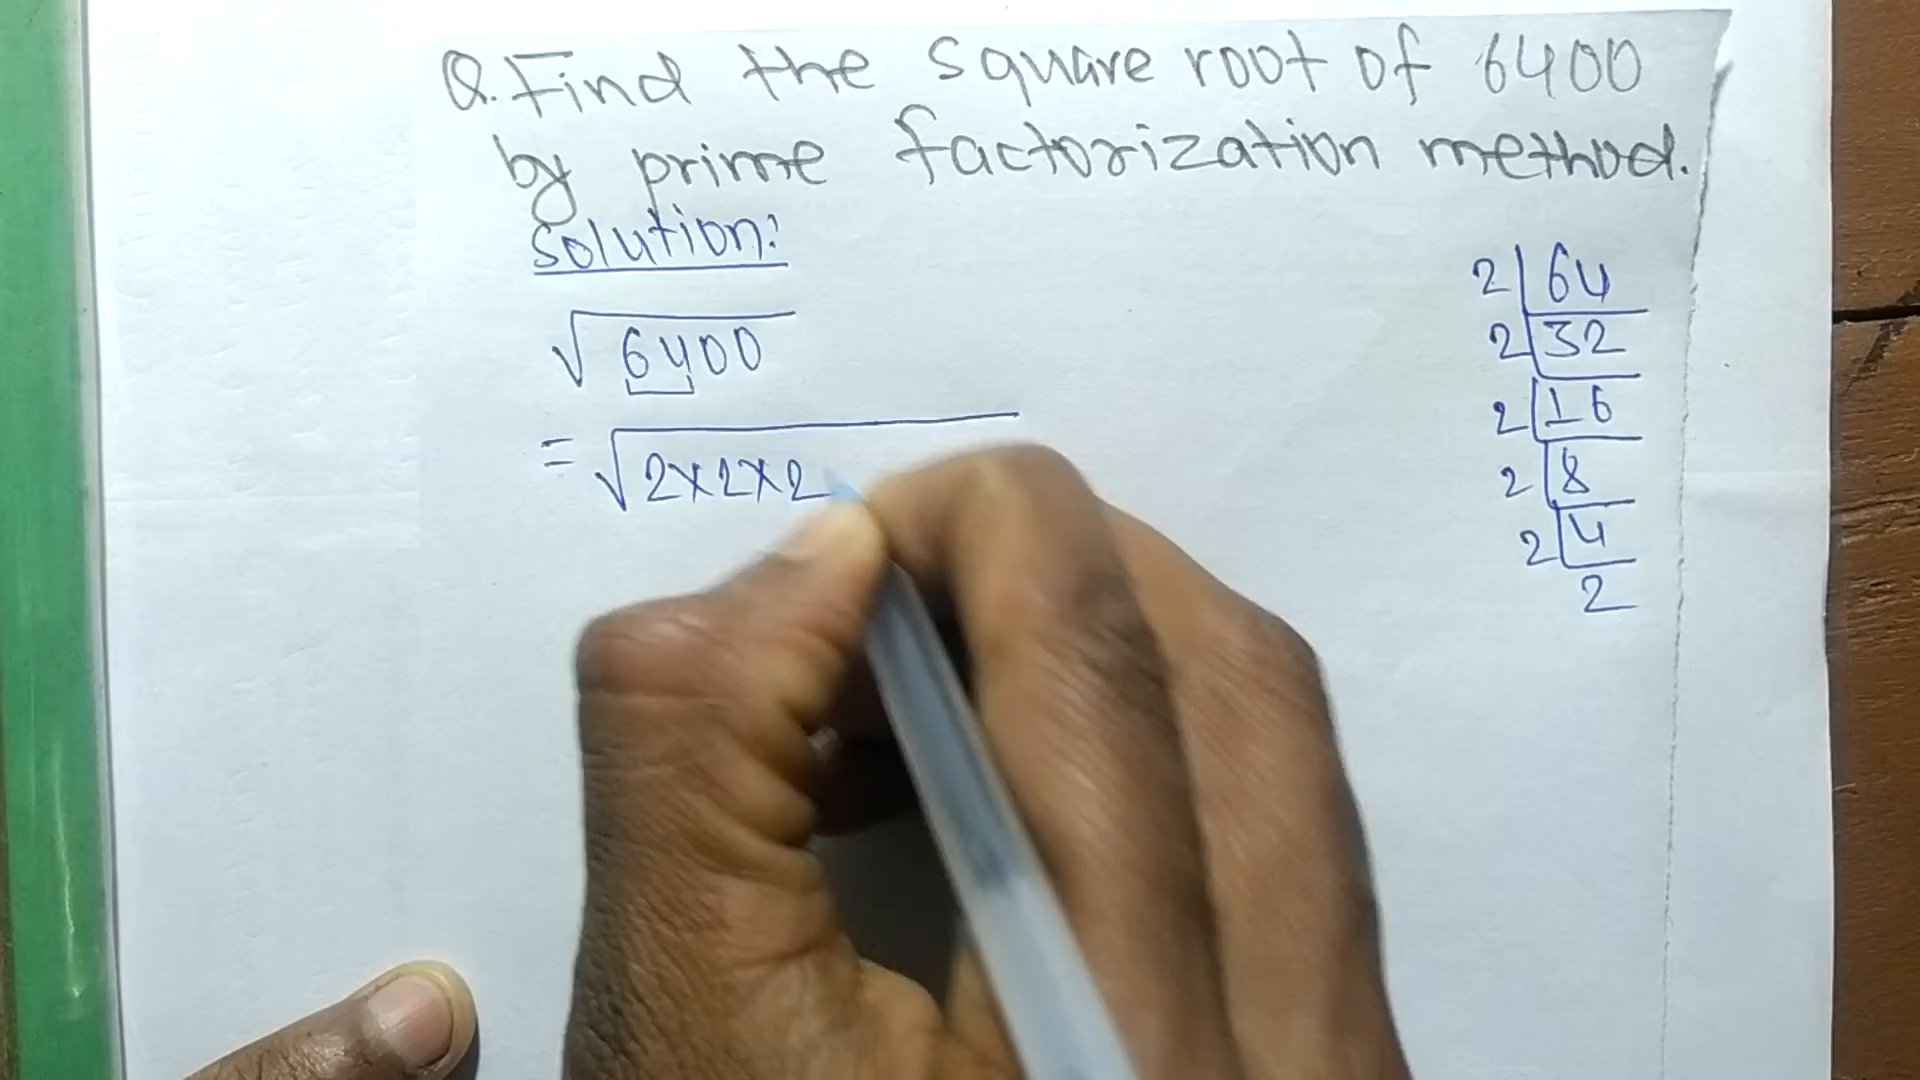 Q. Find the square root of 6400
by prime factorization method.
solution:
√6400
= √2×2×2
2 | 64
2 | 32
2 | 16
2 | 8
2 | 4
2